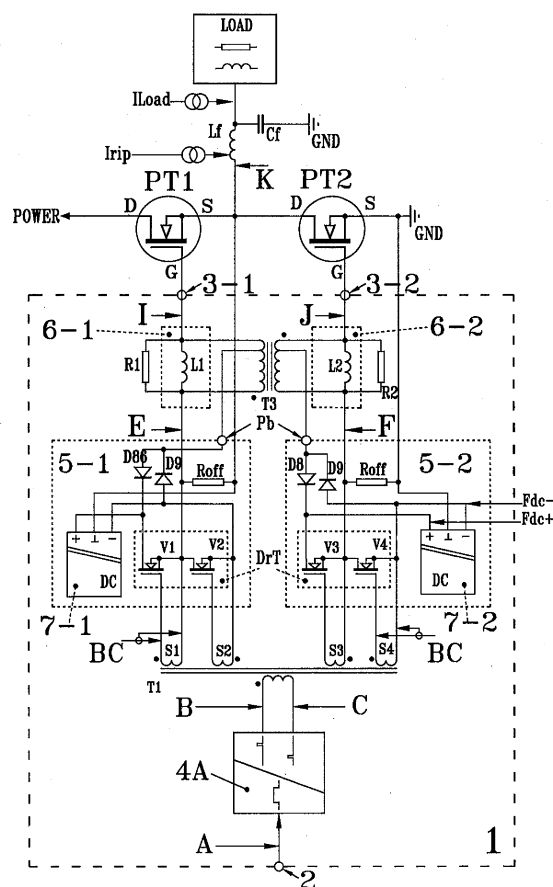 LOAD
ILoad
Lf
Cf
GND
Irip
K
PT1
PT2
D
S
D
S
POWER
GND
G
G
3-1
3-2
I
J
6-1
6-2
R1
L1
L2
R2
T3
E
Pb
F
5-1
D86
D9
Roff
D8
D9
Roff
5-2
Fdc-
Fdc+
+ ⊥ -
V1
V2
V3
V4
+ ⊥ -
DC
DrT
DC
7-1
7-2
BC
S1
S2
S3
S4
BC
T1
B
C
4A
A
1
2